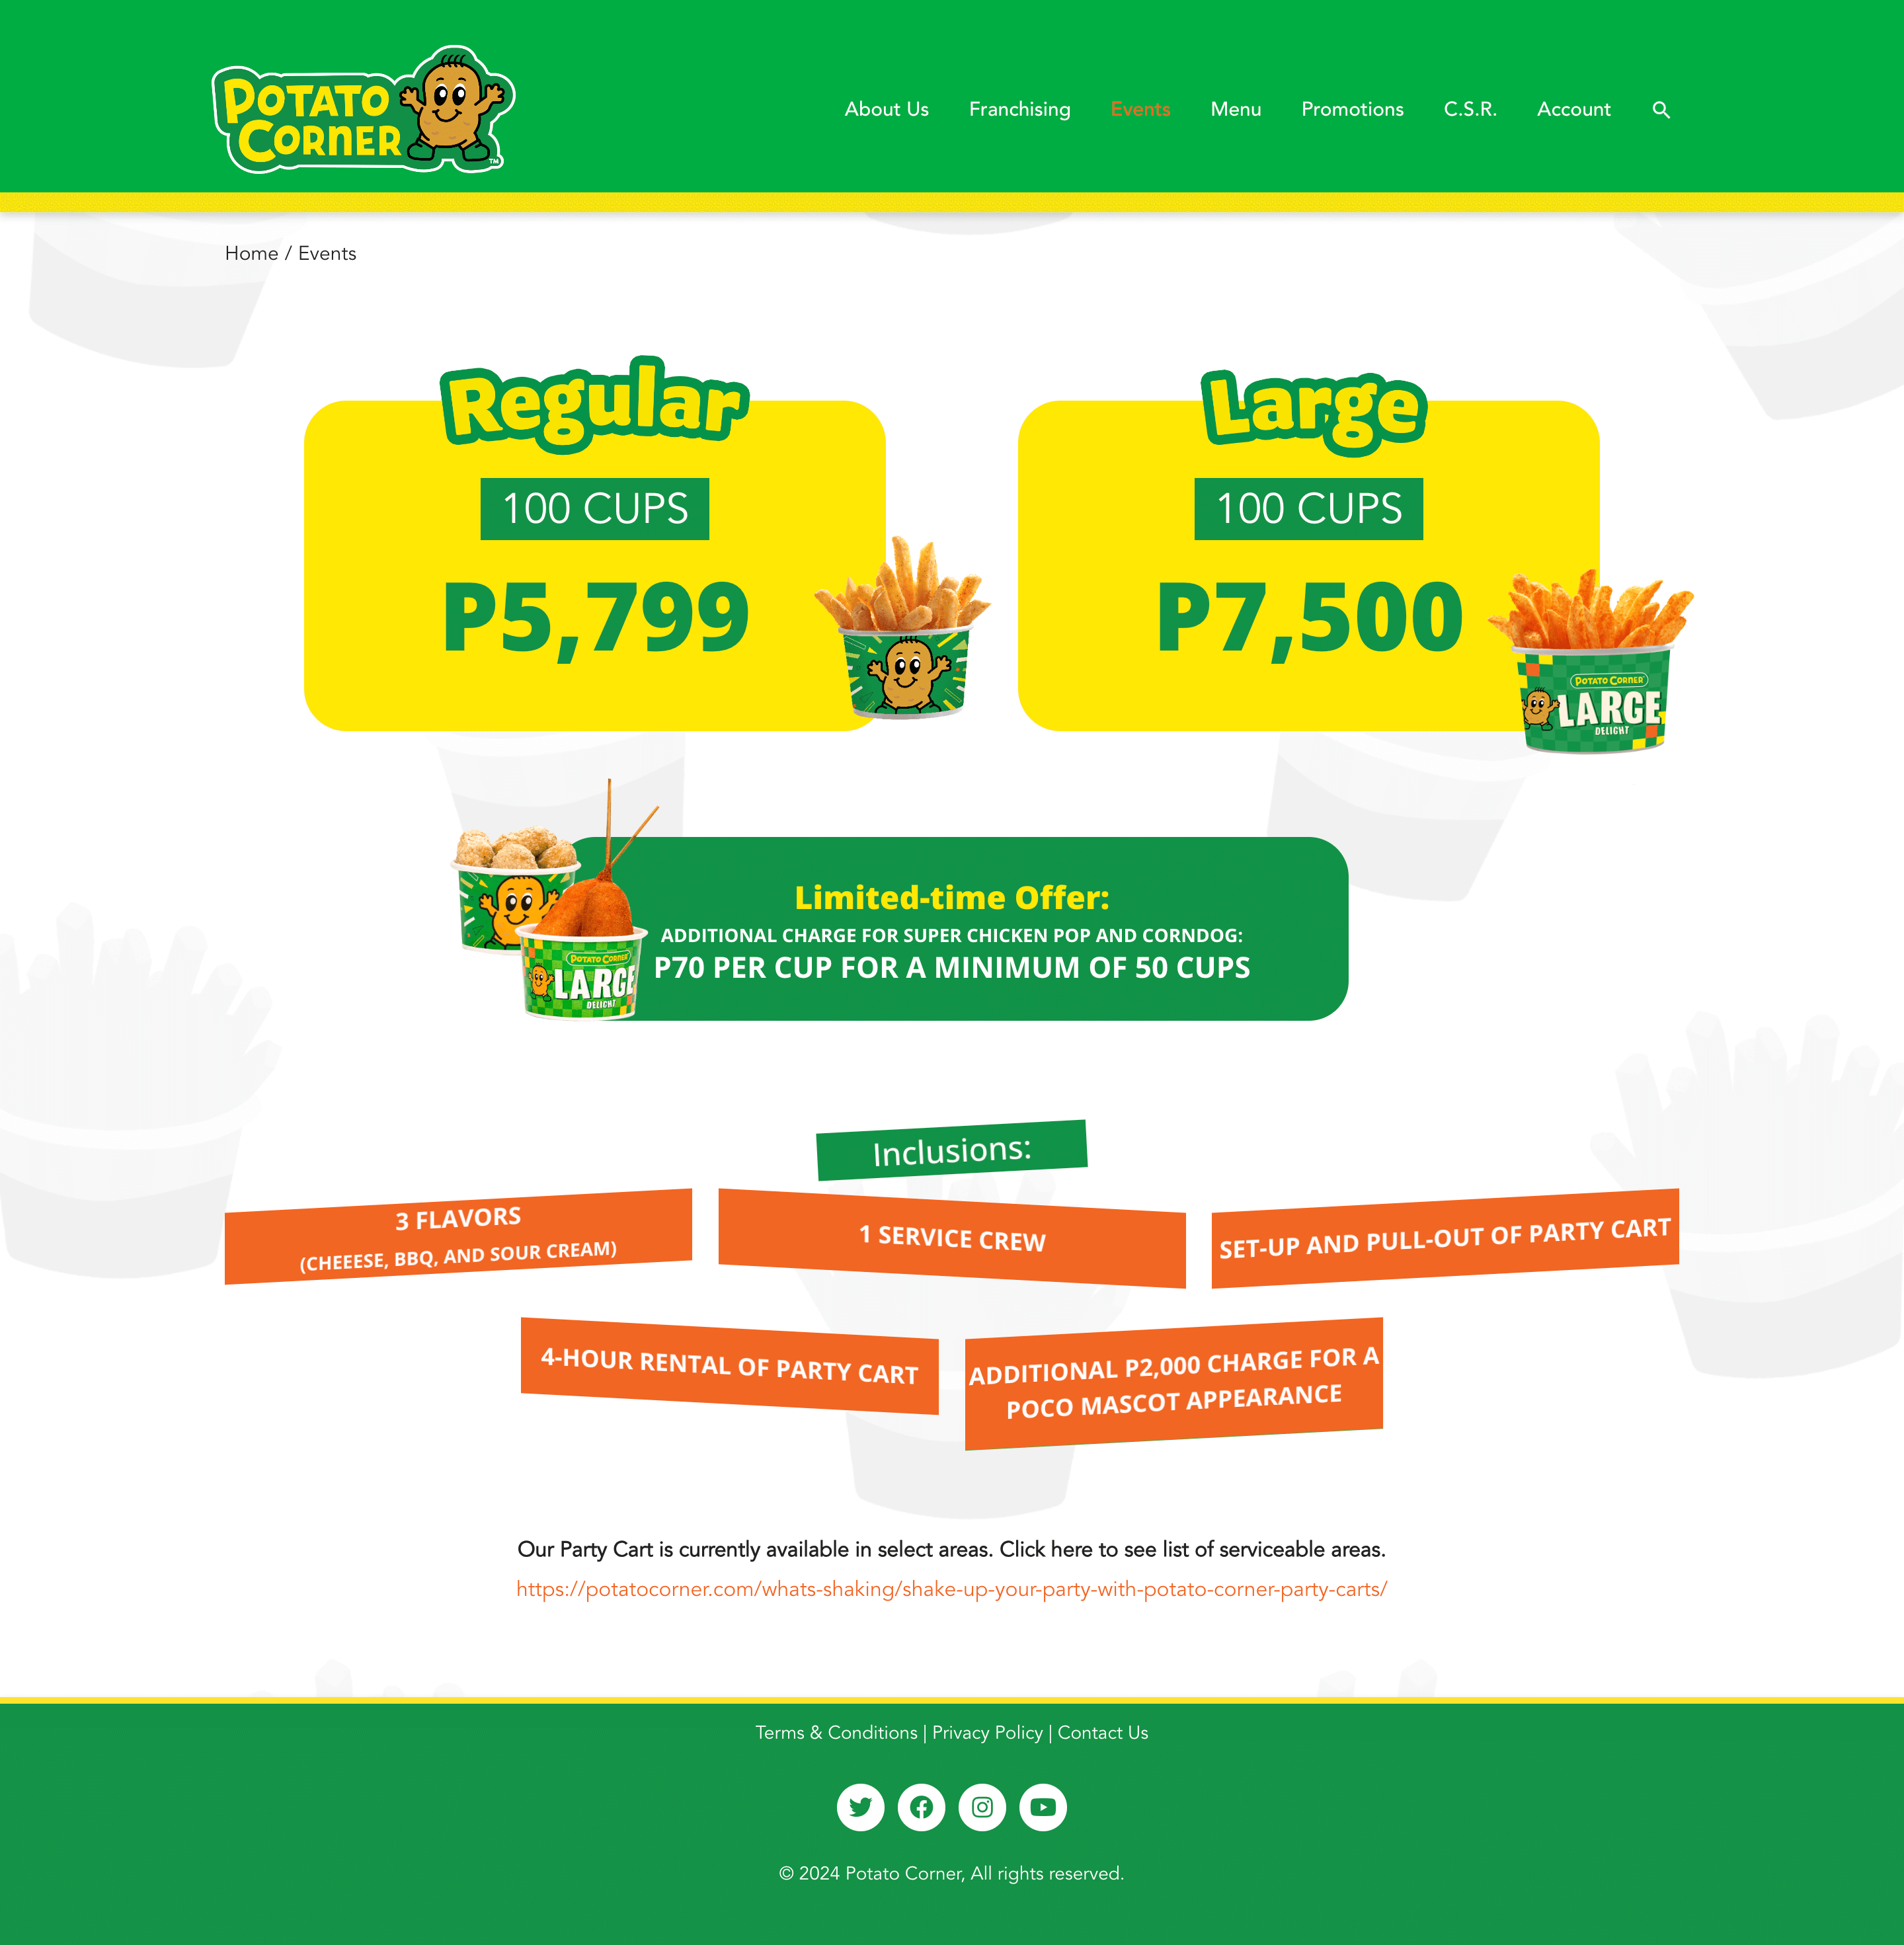 POTATO
CORNER
TM
About Us
Franchising
Events
Menu
Promotions
C.S.R.
Account
Home / Events
Regular
100 CUPS
P5,799
Large
100 CUPS
P7,500
POTATO CORNER
LARGE
DELIGHT
Limited-time Offer:
ADDITIONAL CHARGE FOR SUPER CHICKEN POP AND CORNDOG:
P70 PER CUP FOR A MINIMUM OF 50 CUPS
POTATO CORNER
LARGE
DELIGHT
Inclusions:
3 FLAVORS
(CHEEESE, BBQ, AND SOUR CREAM)
1 SERVICE CREW
SET-UP AND PULL-OUT OF PARTY CART
4-HOUR RENTAL OF PARTY CART
ADDITIONAL P2,000 CHARGE FOR A
POCO MASCOT APPEARANCE
Our Party Cart is currently available in select areas. Click here to see list of serviceable areas.
https://potatocorner.com/whats-shaking/shake-up-your-party-with-potato-corner-party-carts/
Terms & Conditions | Privacy Policy | Contact Us
© 2024 Potato Corner, All rights reserved.